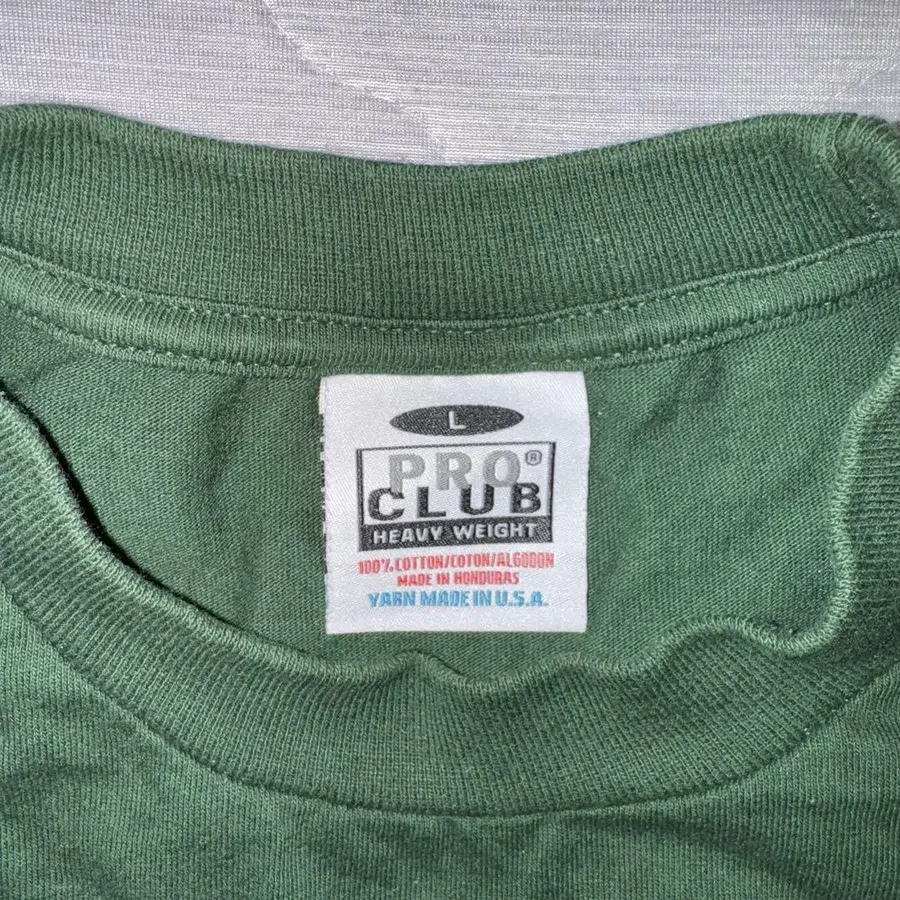 L
PRO®
CLUB
HEAVY WEIGHT
100% COTTON/COTON/ALGODON
MADE IN HONDURAS
YARN MADE IN U.S.A.